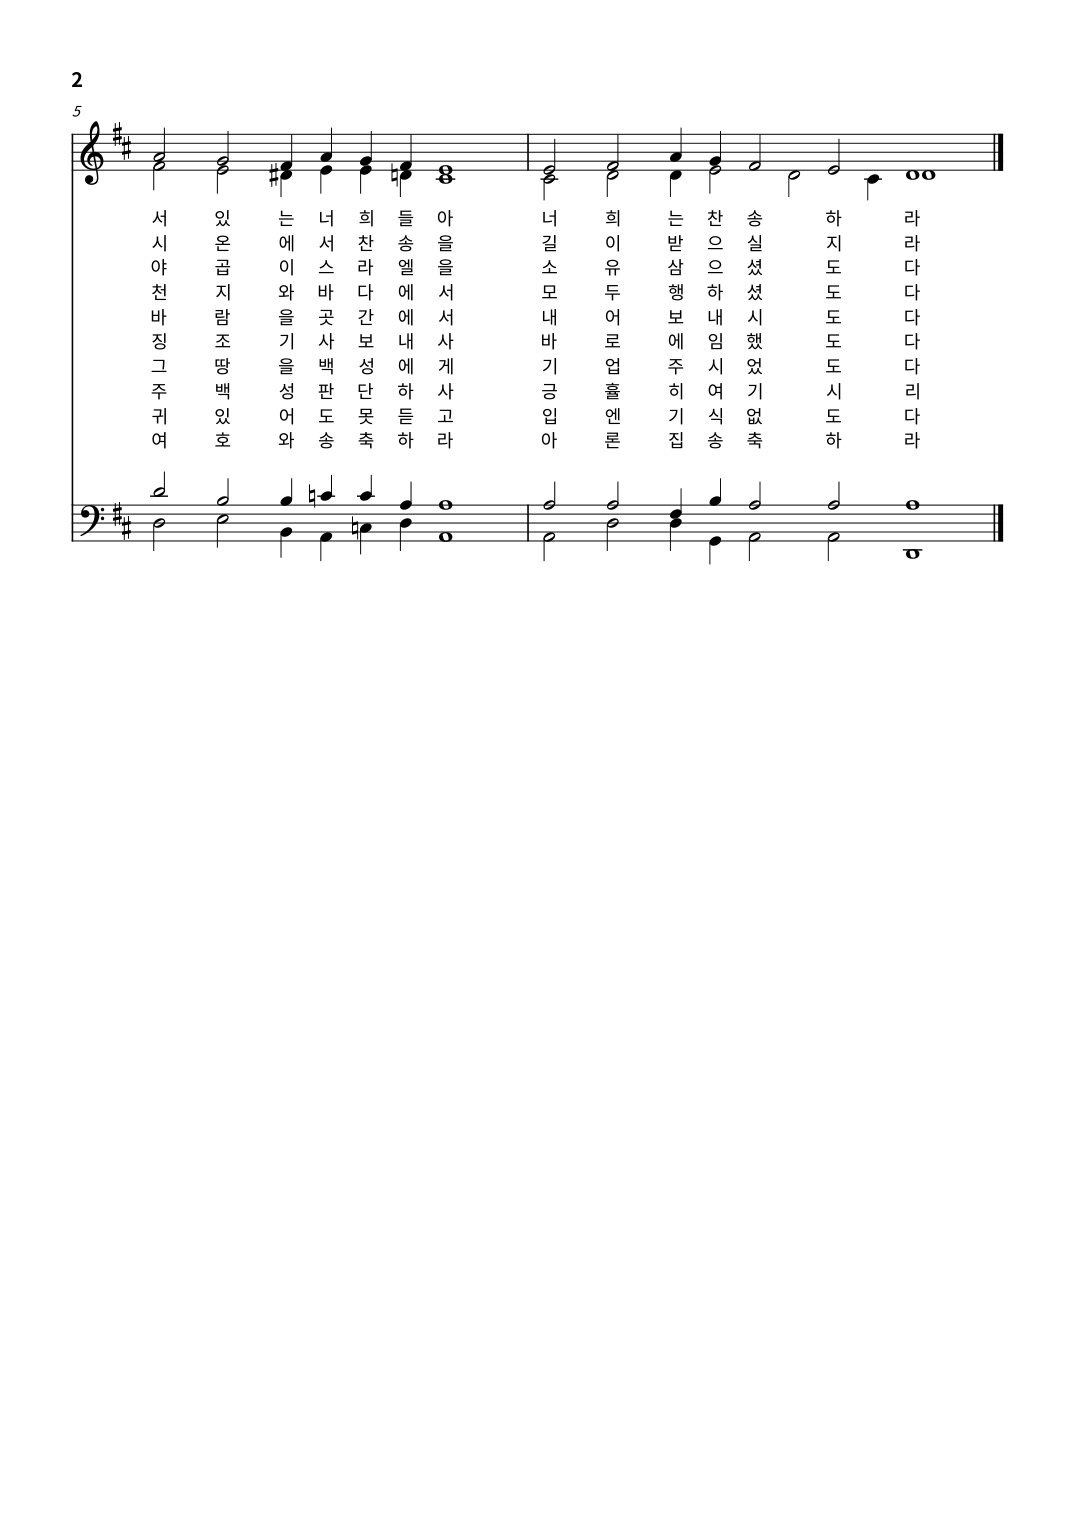 2
5
서 있 는 너 희 들 아 너 희 는 찬 송 하 라
시 온 에 서 찬 송 을 길 이 받 으 실 지 라
야 곱 이 스 라 엘 을 소 유 삼 으 셨 도 다
천 지 와 바 다 에 서 모 두 행 하 셨 도 다
바 람 을 곳 간 에 서 내 어 보 내 시 도 다
징 조 기 사 보 내 사 바 로 에 임 했 도 다
그 땅 을 백 성 에 게 기 업 주 시 었 도 다
주 백 성 판 단 하 사 긍 휼 히 여 기 시 리
귀 있 어 도 못 듣 고 입 엔 기 식 없 도 다
여 호 와 송 축 하 라 아 론 집 송 축 하 라